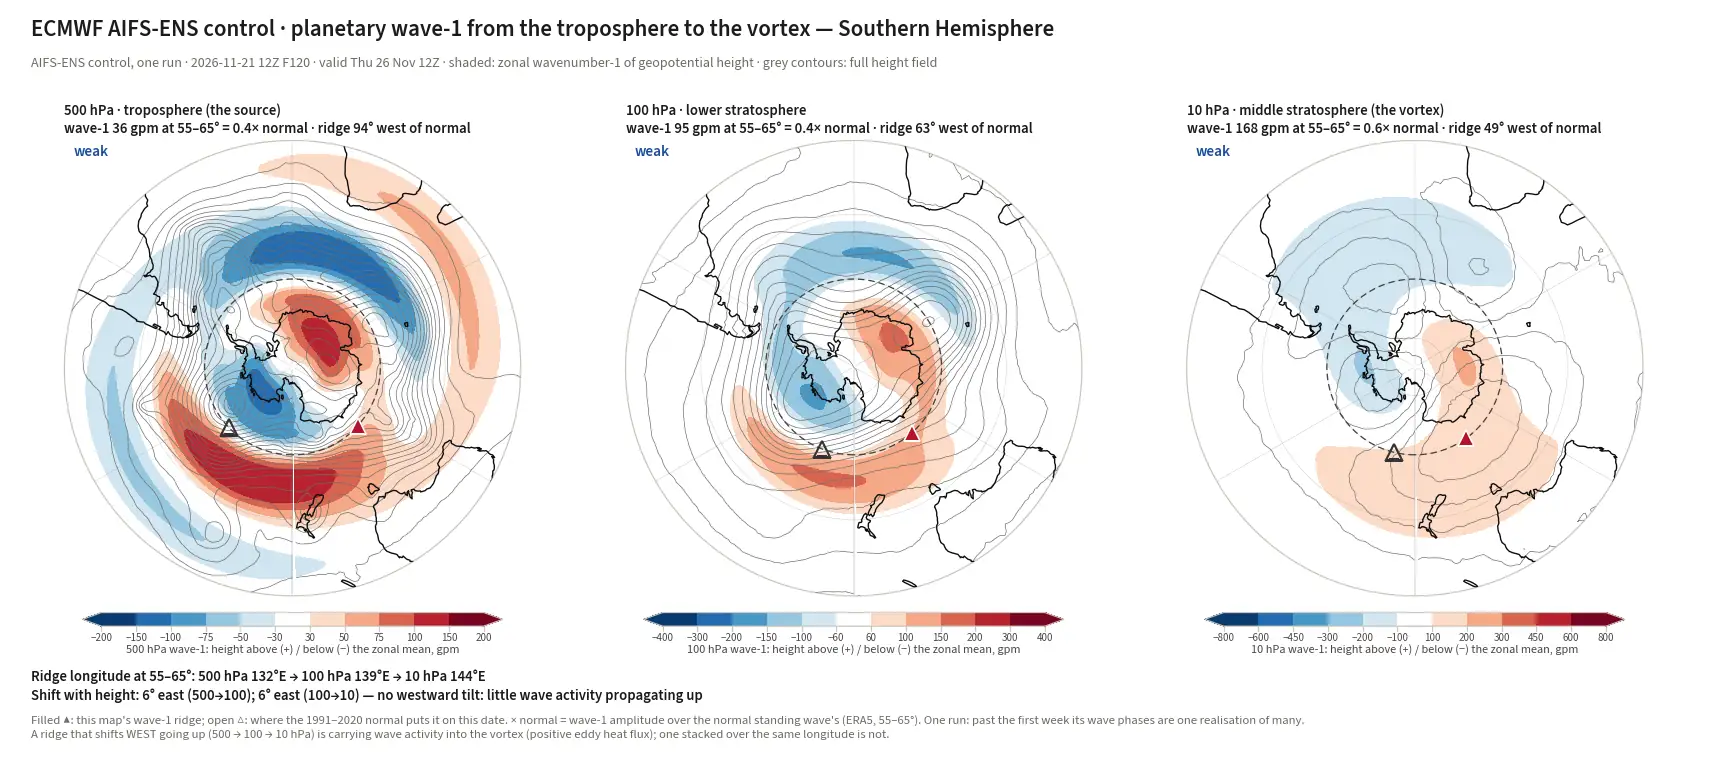 ECMWF AIFS-ENS control · planetary wave-1 from the troposphere to the vortex — Southern Hemisphere
AIFS-ENS control, one run · 2026-11-21 12Z F120 · valid Thu 26 Nov 12Z · shaded: zonal wavenumber-1 of geopotential height · grey contours: full height field
500 hPa · troposphere (the source)
wave-1 36 gpm at 55–65° = 0.4× normal · ridge 94° west of normal
weak
100 hPa · lower stratosphere
wave-1 95 gpm at 55–65° = 0.4× normal · ridge 63° west of normal
weak
10 hPa · middle stratosphere (the vortex)
wave-1 168 gpm at 55–65° = 0.6× normal · ridge 49° west of normal
weak
−200 −150 −100 −75 −50 −30 30 50 75 100 150 200
500 hPa wave-1: height above (+) / below (−) the zonal mean, gpm
−400 −300 −200 −150 −100 −60 60 100 150 200 300 400
100 hPa wave-1: height above (+) / below (−) the zonal mean, gpm
−800 −600 −450 −300 −200 −100 100 200 300 450 600 800
10 hPa wave-1: height above (+) / below (−) the zonal mean, gpm
Ridge longitude at 55–65°: 500 hPa 132°E → 100 hPa 139°E → 10 hPa 144°E
Shift with height: 6° east (500→100); 6° east (100→10) — no westward tilt: little wave activity propagating up
Filled ▲: this map's wave-1 ridge; open △: where the 1991–2020 normal puts it on this date. × normal = wave-1 amplitude over the normal standing wave's (ERA5, 55–65°). One run: past the first week its wave phases are one realisation of many.
A ridge that shifts WEST going up (500 → 100 → 10 hPa) is carrying wave activity into the vortex (positive eddy heat flux); one stacked over the same longitude is not.